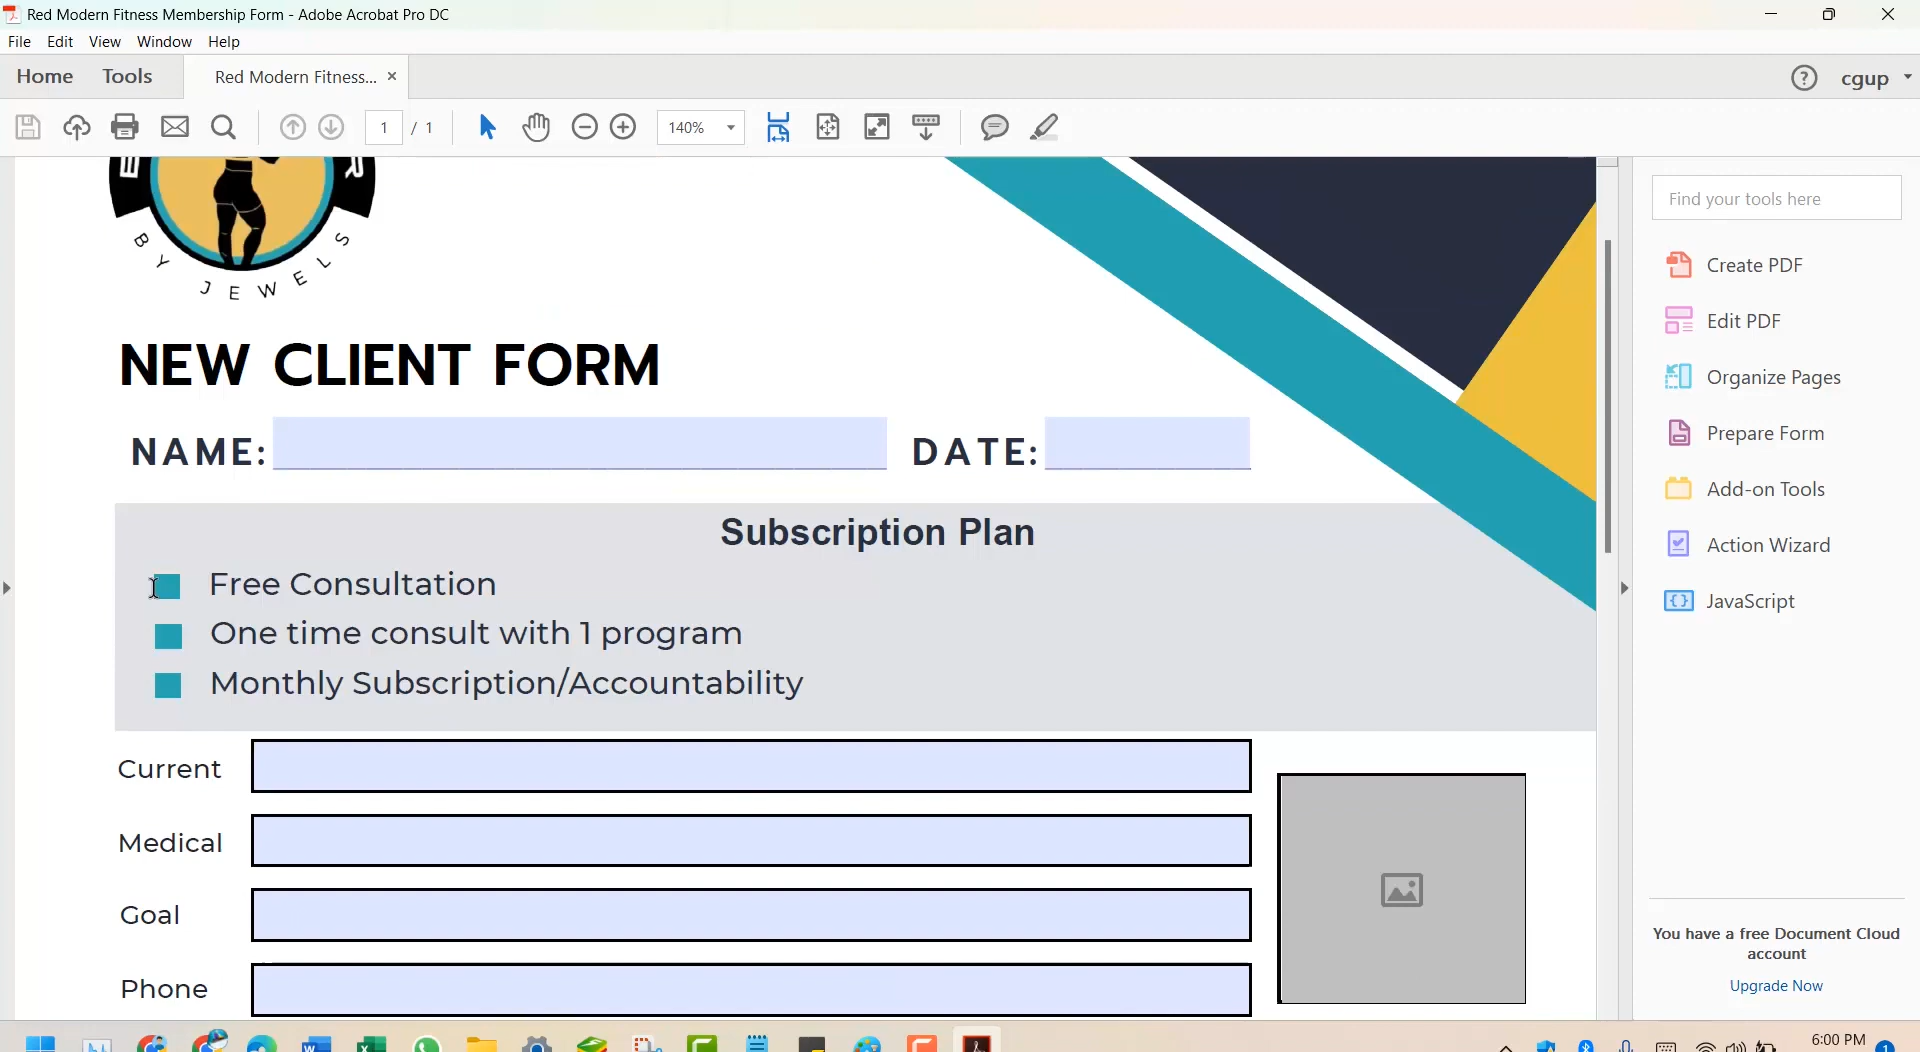 Red Modern Fitness Membership Form - Adobe Acrobat Pro DC
File Edit View Window Help
Home Tools Red Modern Fitness... × cgup
1 / 1 140%
E R
BY JEWELS
NEW CLIENT FORM
NAME: DATE:
Subscription Plan
Free Consultation
One time consult with 1 program
Monthly Subscription/Accountability
Current
Medical
Goal
Phone
Find your tools here
Create PDF
Edit PDF
Organize Pages
Prepare Form
Add-on Tools
Action Wizard
JavaScript
You have a free Document Cloud
account
Upgrade Now
6:00 PM